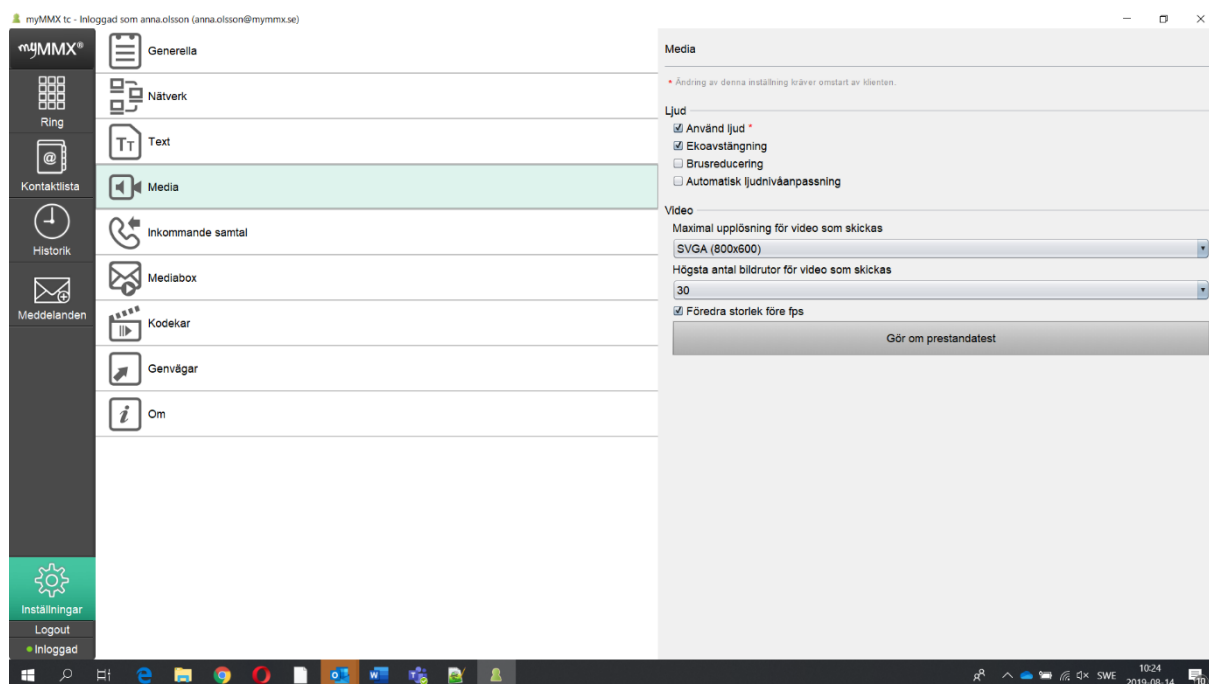 myMMX tc - Inloggad som anna.olsson (anna.olsson@mymmx.se)
myMMX®
Ring
@
Kontaktlista
Historik
Meddelanden
Inställningar
Logout
Inloggad
Generella
Nätverk
TT Text
Media
Inkommande samtal
Mediabox
Kodekar
Genvägar
i Om
Media
* Ändring av denna inställning kräver omstart av klienten.
Ljud
Använd ljud *
Ekoavstängning
Brusreducering
Automatisk ljudnivåanpassning
Video
Maximal upplösning för video som skickas
SVGA (800x600)
Högsta antal bildrutor för video som skickas
30
Föredra storlek före fps
Gör om prestandatest
SWE
10:24
2019-08-14
10